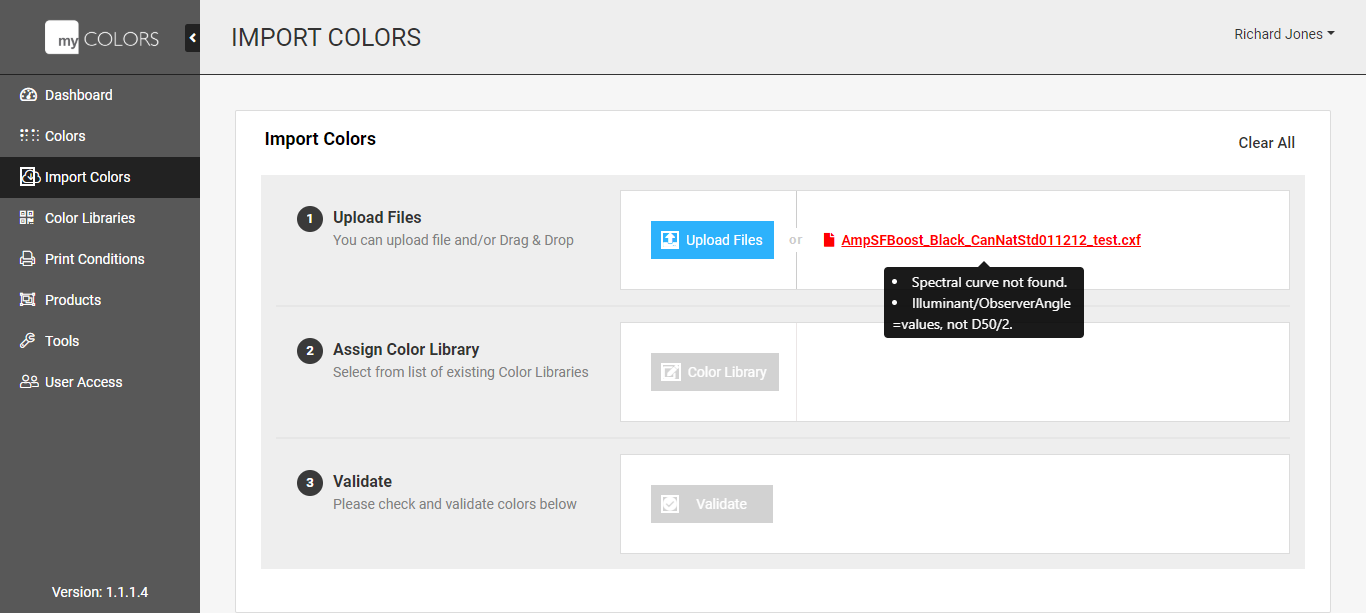 my COLORS
IMPORT COLORS
Richard Jones
Dashboard
Colors
Import Colors
Color Libraries
Print Conditions
Products
Tools
User Access
Version: 1.1.1.4
Import Colors
Clear All
1
Upload Files
You can upload file and/or Drag & Drop
Upload Files
or
AmpSFBoost_Black_CanNatStd011212_test.cxf
• Spectral curve not found.
• Illuminant/ObserverAngle
=values, not D50/2.
2
Assign Color Library
Select from list of existing Color Libraries
Color Library
3
Validate
Please check and validate colors below
Validate